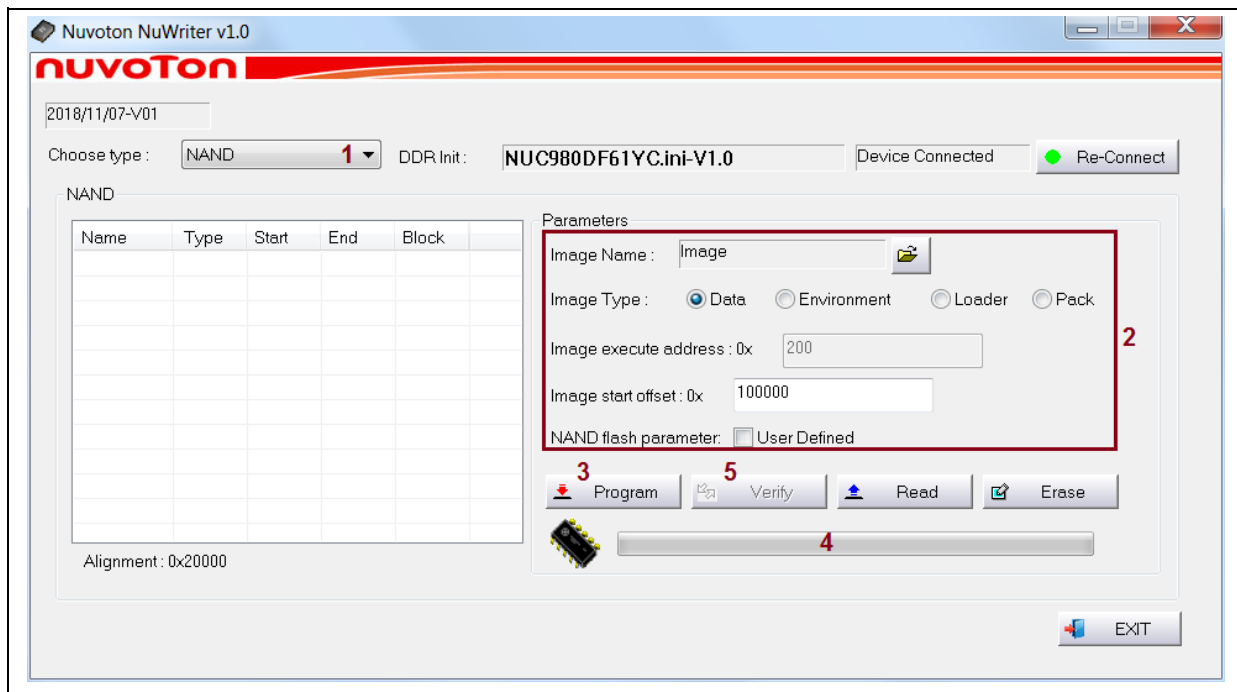 Nuvoton NuWriter v1.0
nuvoTon
2018/11/07-V01
Choose type : NAND 1 DDR Init : NUC980DF61YC.ini-V1.0 Device Connected Re-Connect
NAND
Name Type Start End Block
Alignment : 0x20000
Parameters
Image Name : Image
Image Type : Data Environment Loader Pack
2
Image execute address : 0x 200
Image start offset : 0x 100000
NAND flash parameter: User Defined
3 5
Program Verify Read Erase
4
EXIT